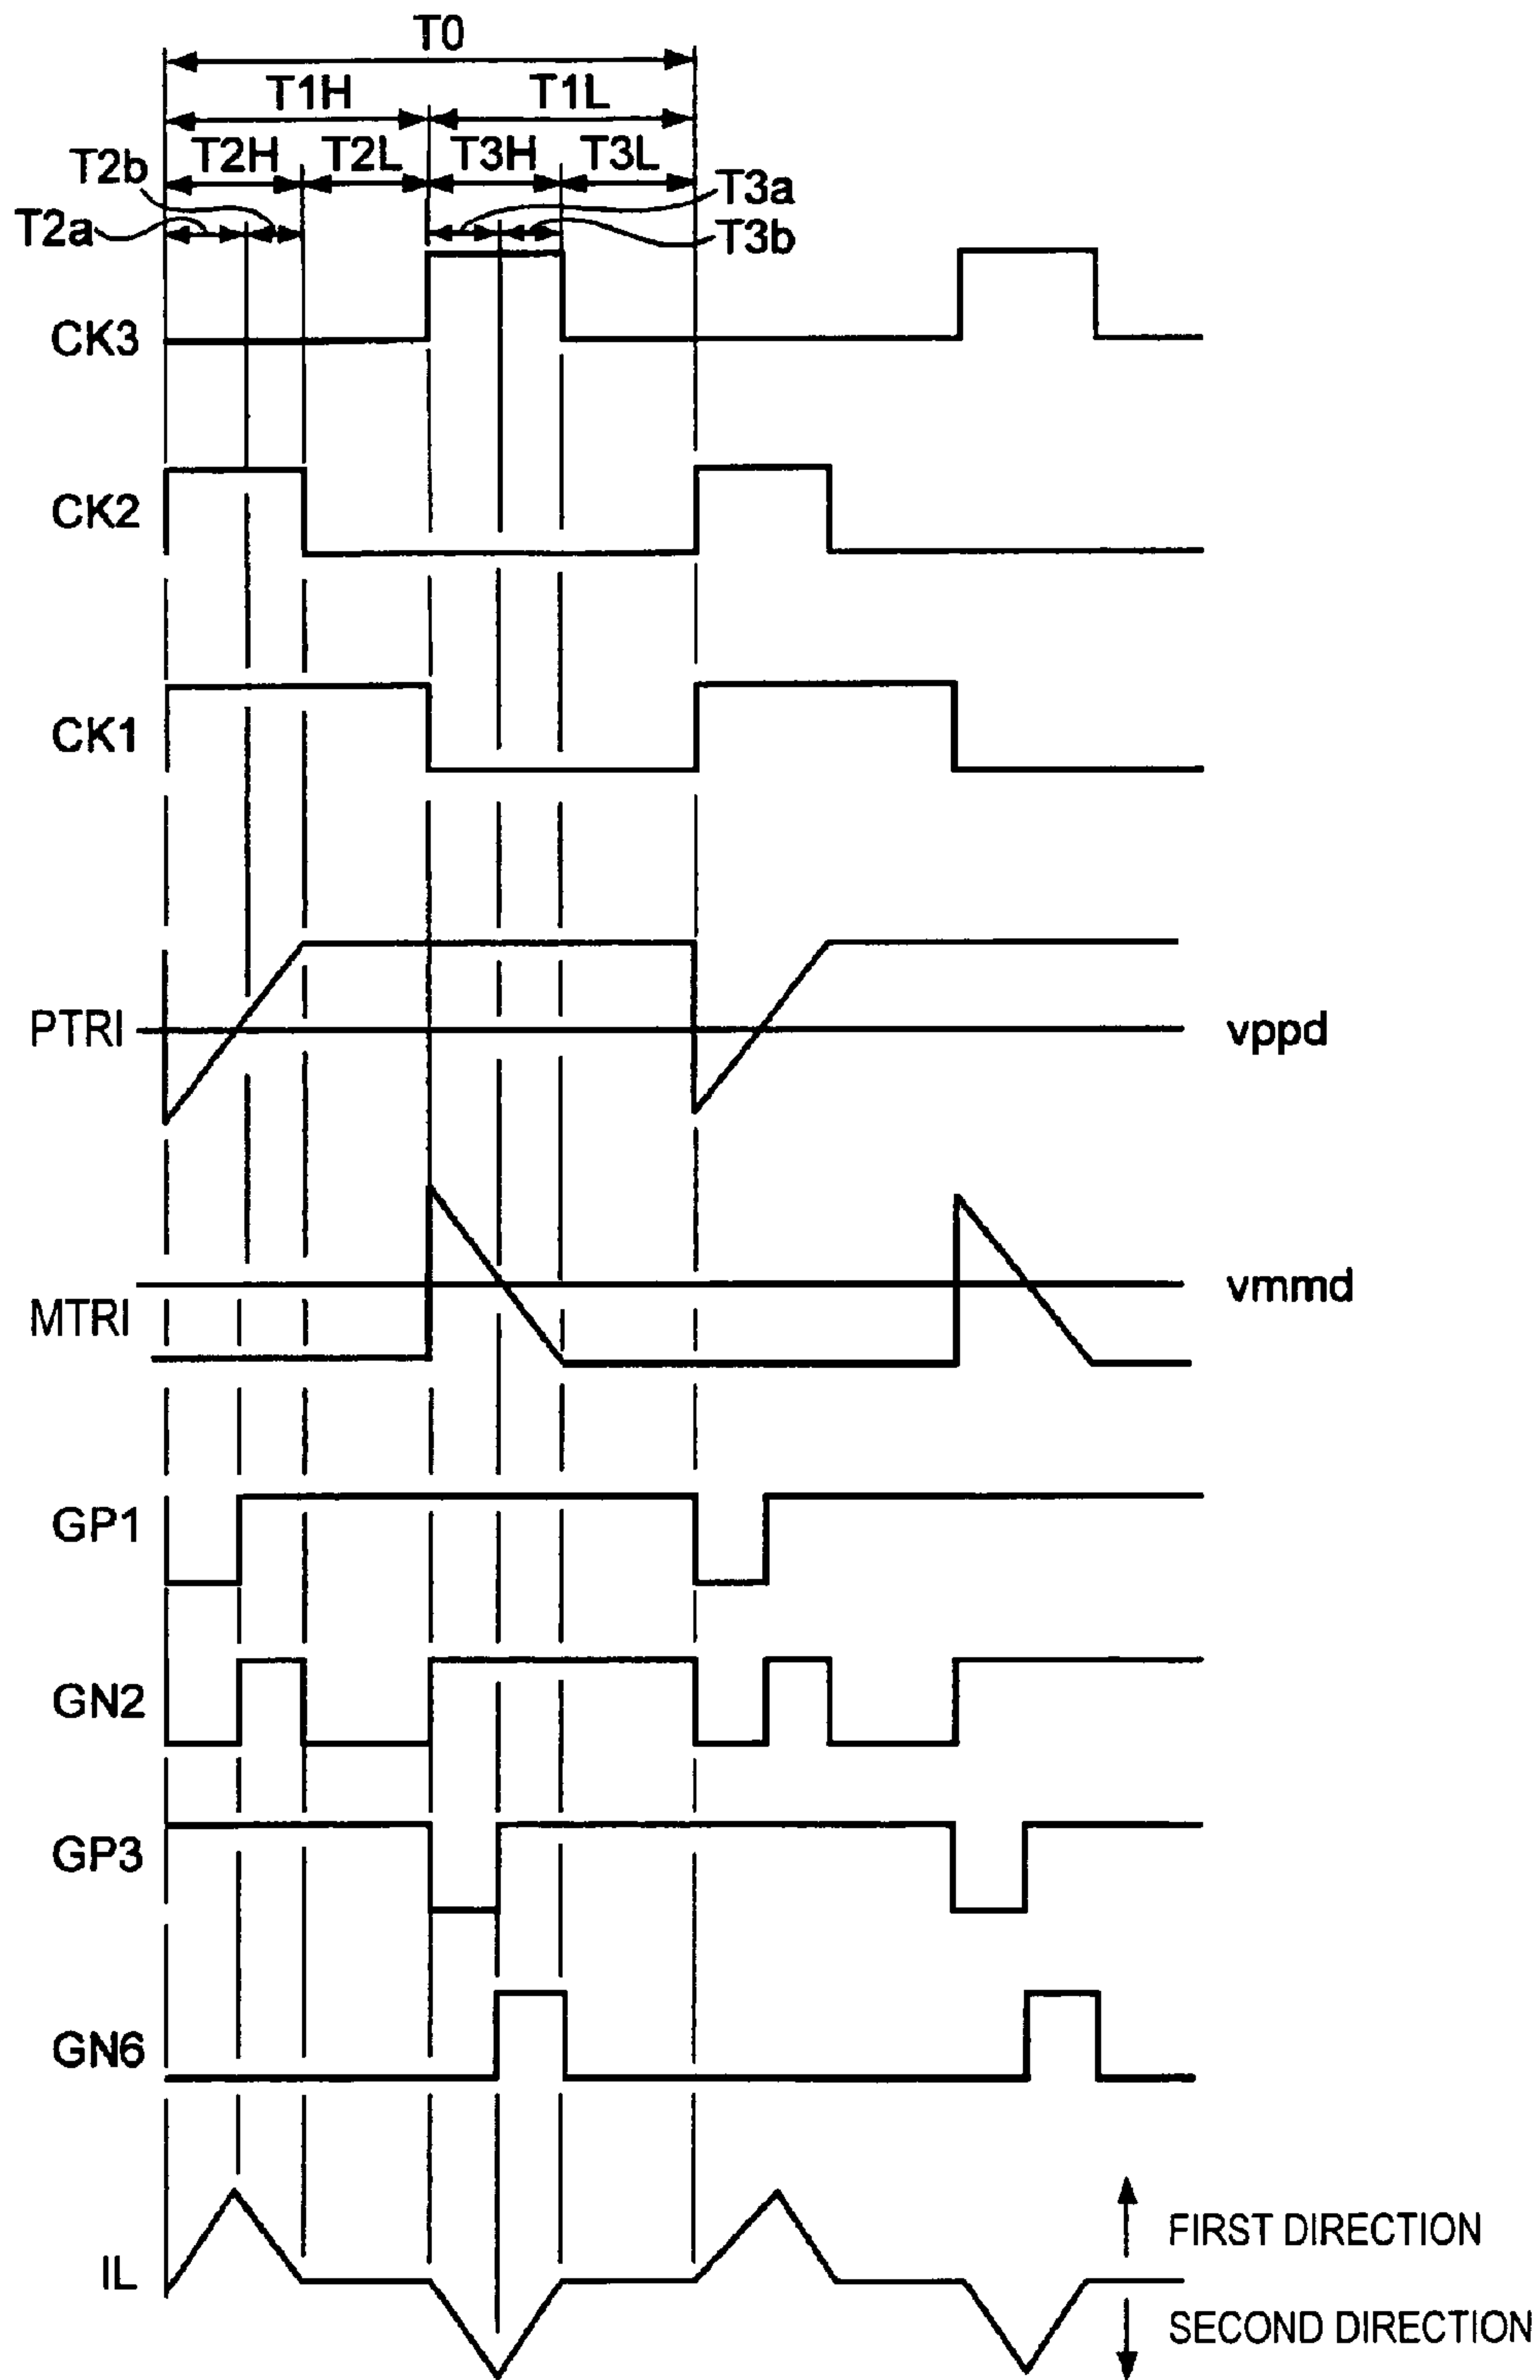 T0
T1H T1L
T2b T2H T2L T3H T3L T3a
T2a T3b
CK3
CK2
CK1
PTRI vppd
vmmd
MTRI
GP1
GN2
GP3
GN6
FIRST DIRECTION
IL
SECOND DIRECTION